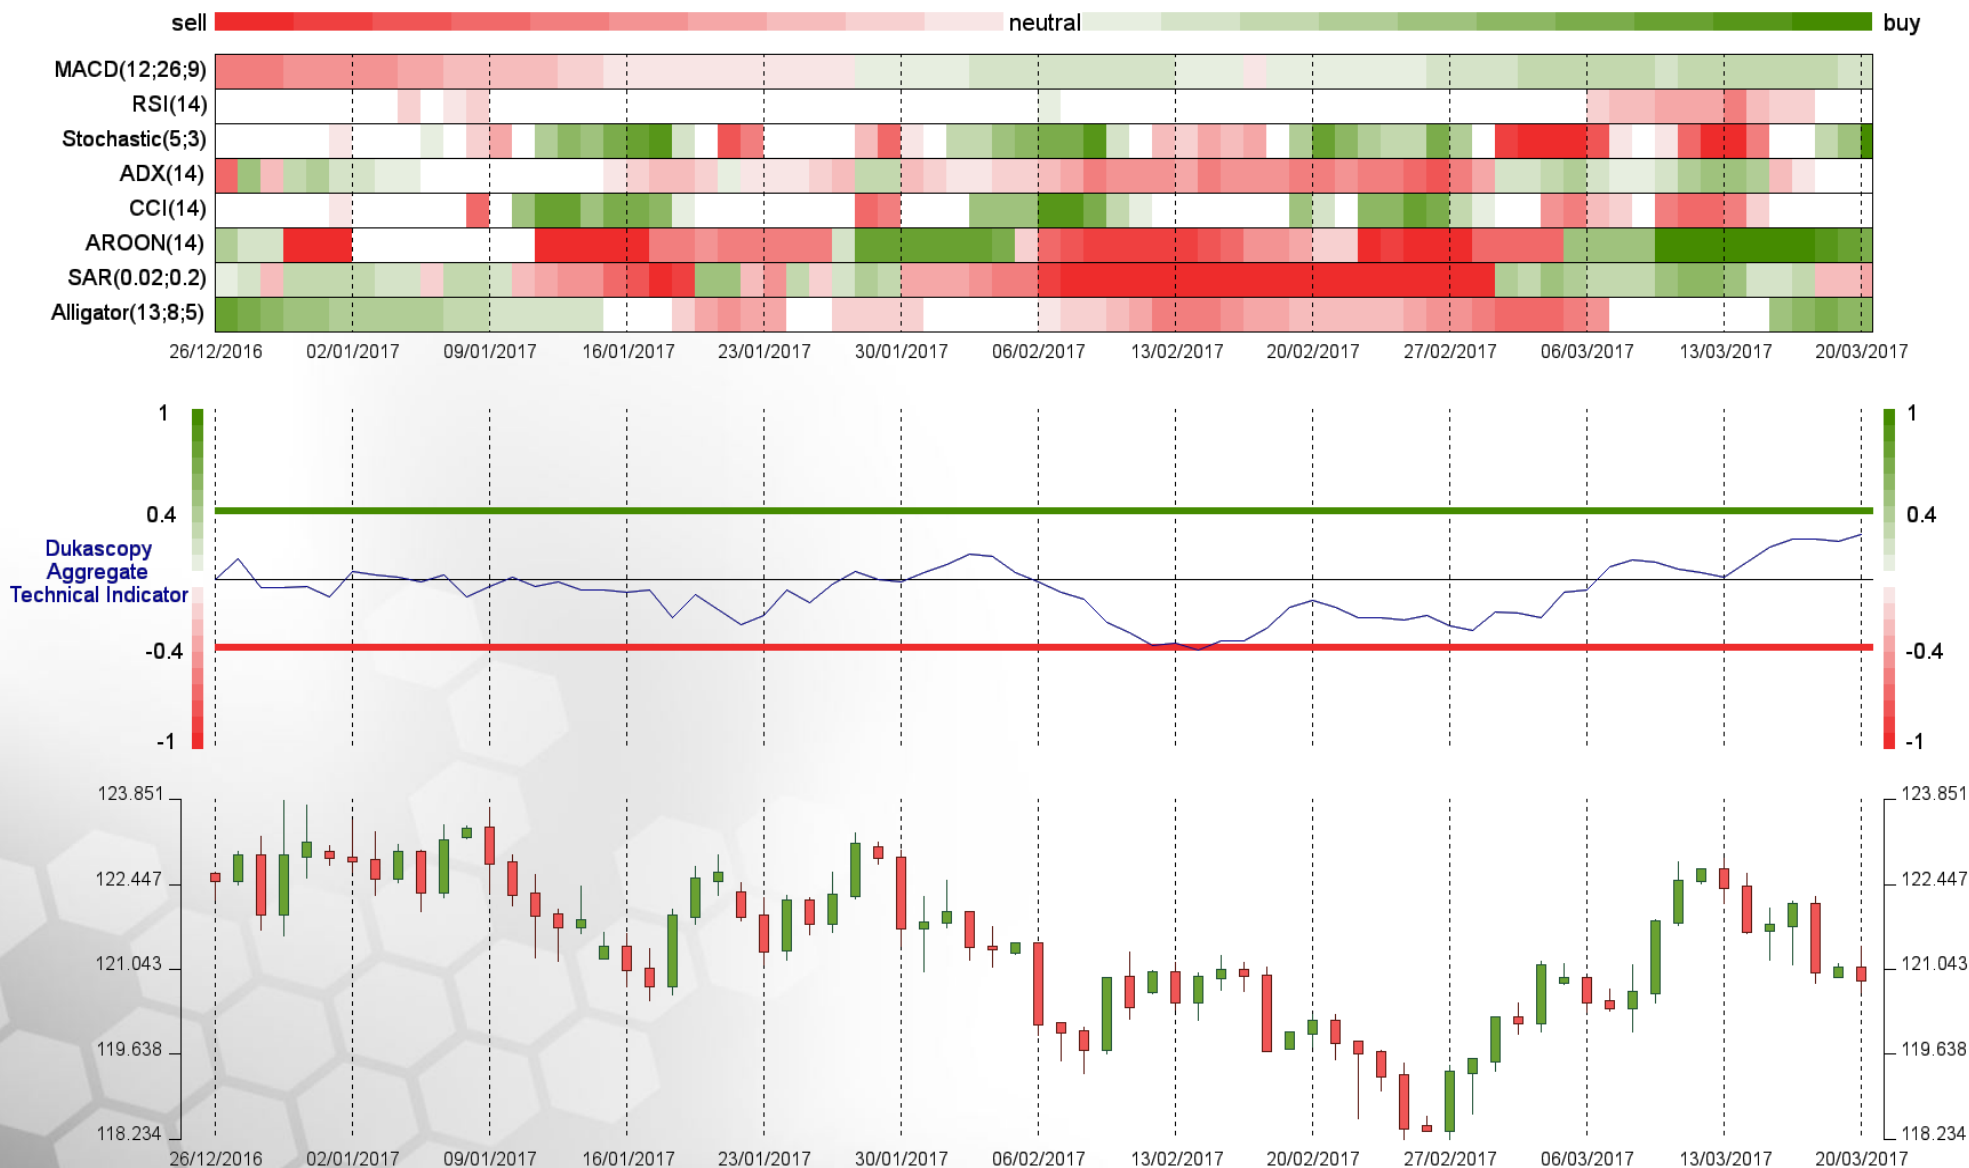 sell neutral buy
MACD(12;26;9)
RSI(14)
Stochastic(5;3)
ADX(14)
CCI(14)
AROON(14)
SAR(0.02;0.2)
Alligator(13;8;5)
26/12/2016 02/01/2017 09/01/2017 16/01/2017 23/01/2017 30/01/2017 06/02/2017 13/02/2017 20/02/2017 27/02/2017 06/03/2017 13/03/2017 20/03/2017
1 1
0.4 0.4
Dukascopy
Aggregate
Technical Indicator
-0.4 -0.4
-1 -1
123.851 123.851
122.447 122.447
121.043 121.043
119.638 119.638
118.234 118.234
26/12/2016 02/01/2017 09/01/2017 16/01/2017 23/01/2017 30/01/2017 06/02/2017 13/02/2017 20/02/2017 27/02/2017 06/03/2017 13/03/2017 20/03/2017